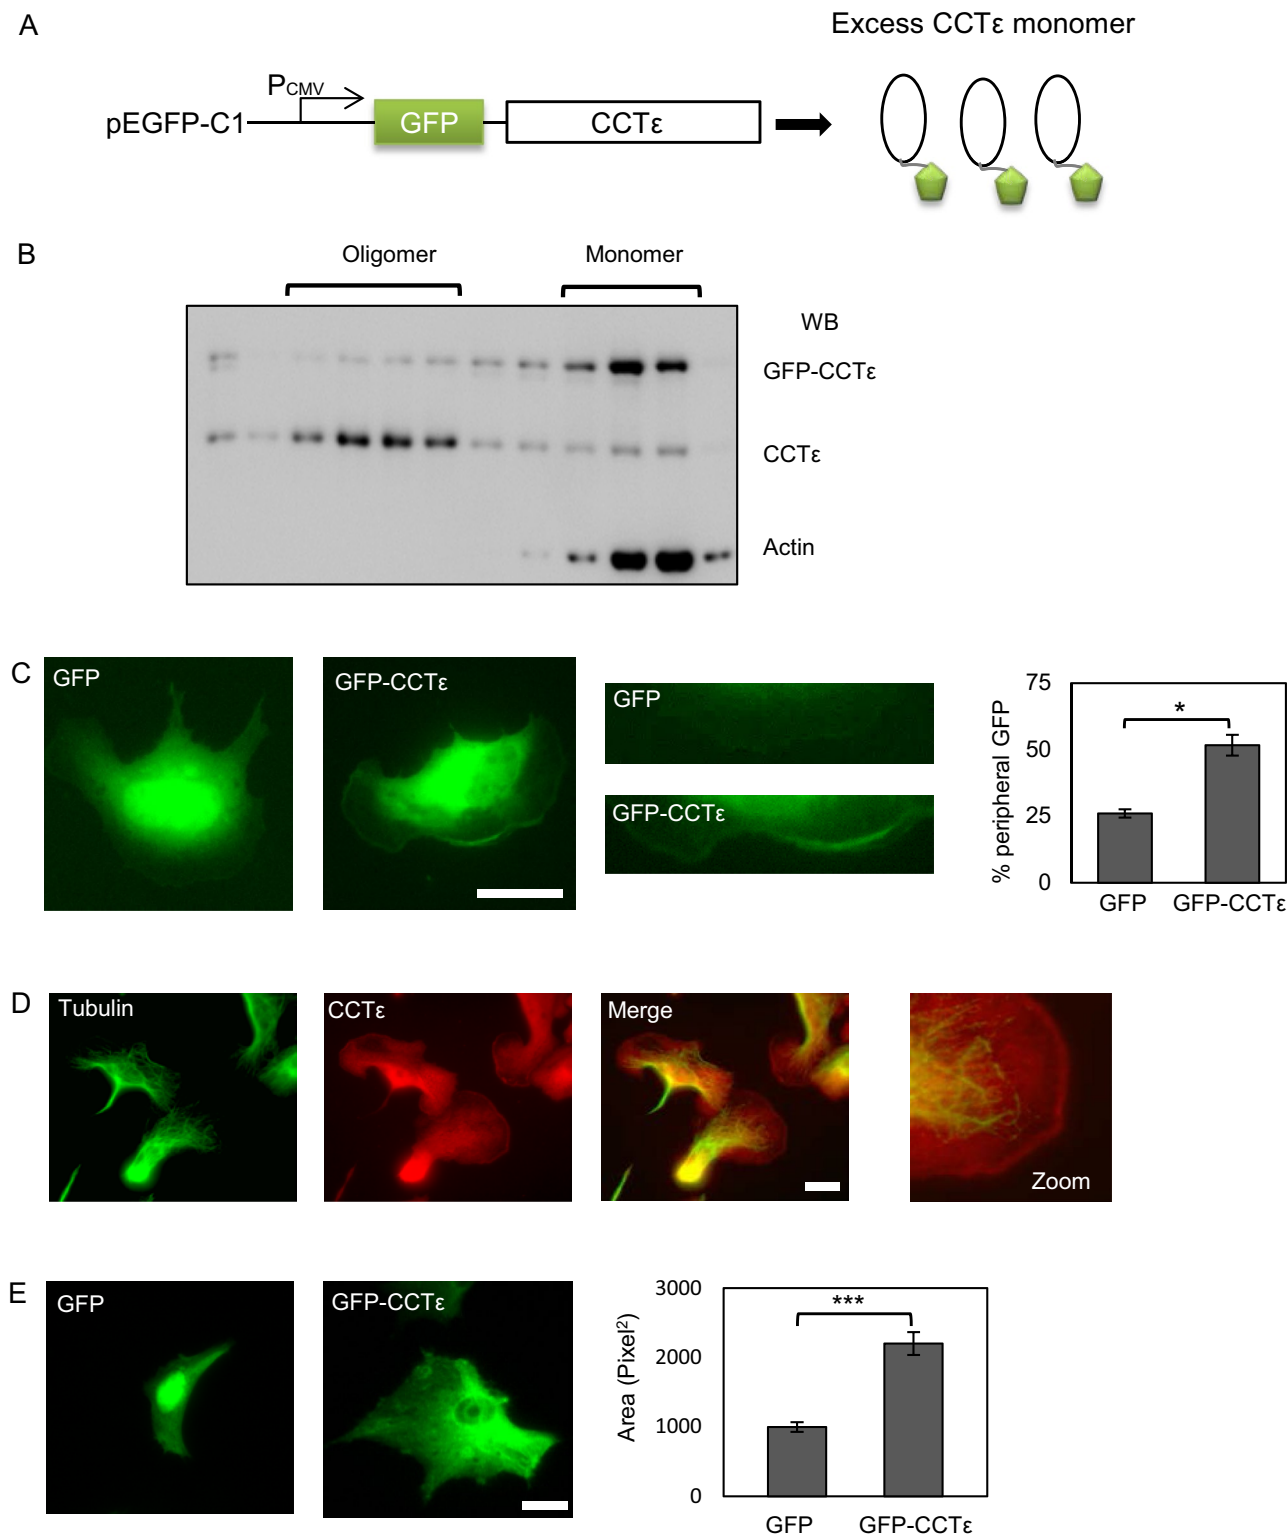 A
Excess CCTε monomer
PCMV
pEGFP-C1
GFP
CCTε
B
Oligomer
Monomer
WB
GFP-CCTε
CCTε
Actin
C
GFP
GFP-CCTε
GFP
GFP-CCTε
% peripheral GFP
75
50
25
0
*
GFP
GFP-CCTε
D
Tubulin
CCTε
Merge
Zoom
E
GFP
GFP-CCTε
Area (Pixel²)
3000
2000
1000
0
***
GFP
GFP-CCTε